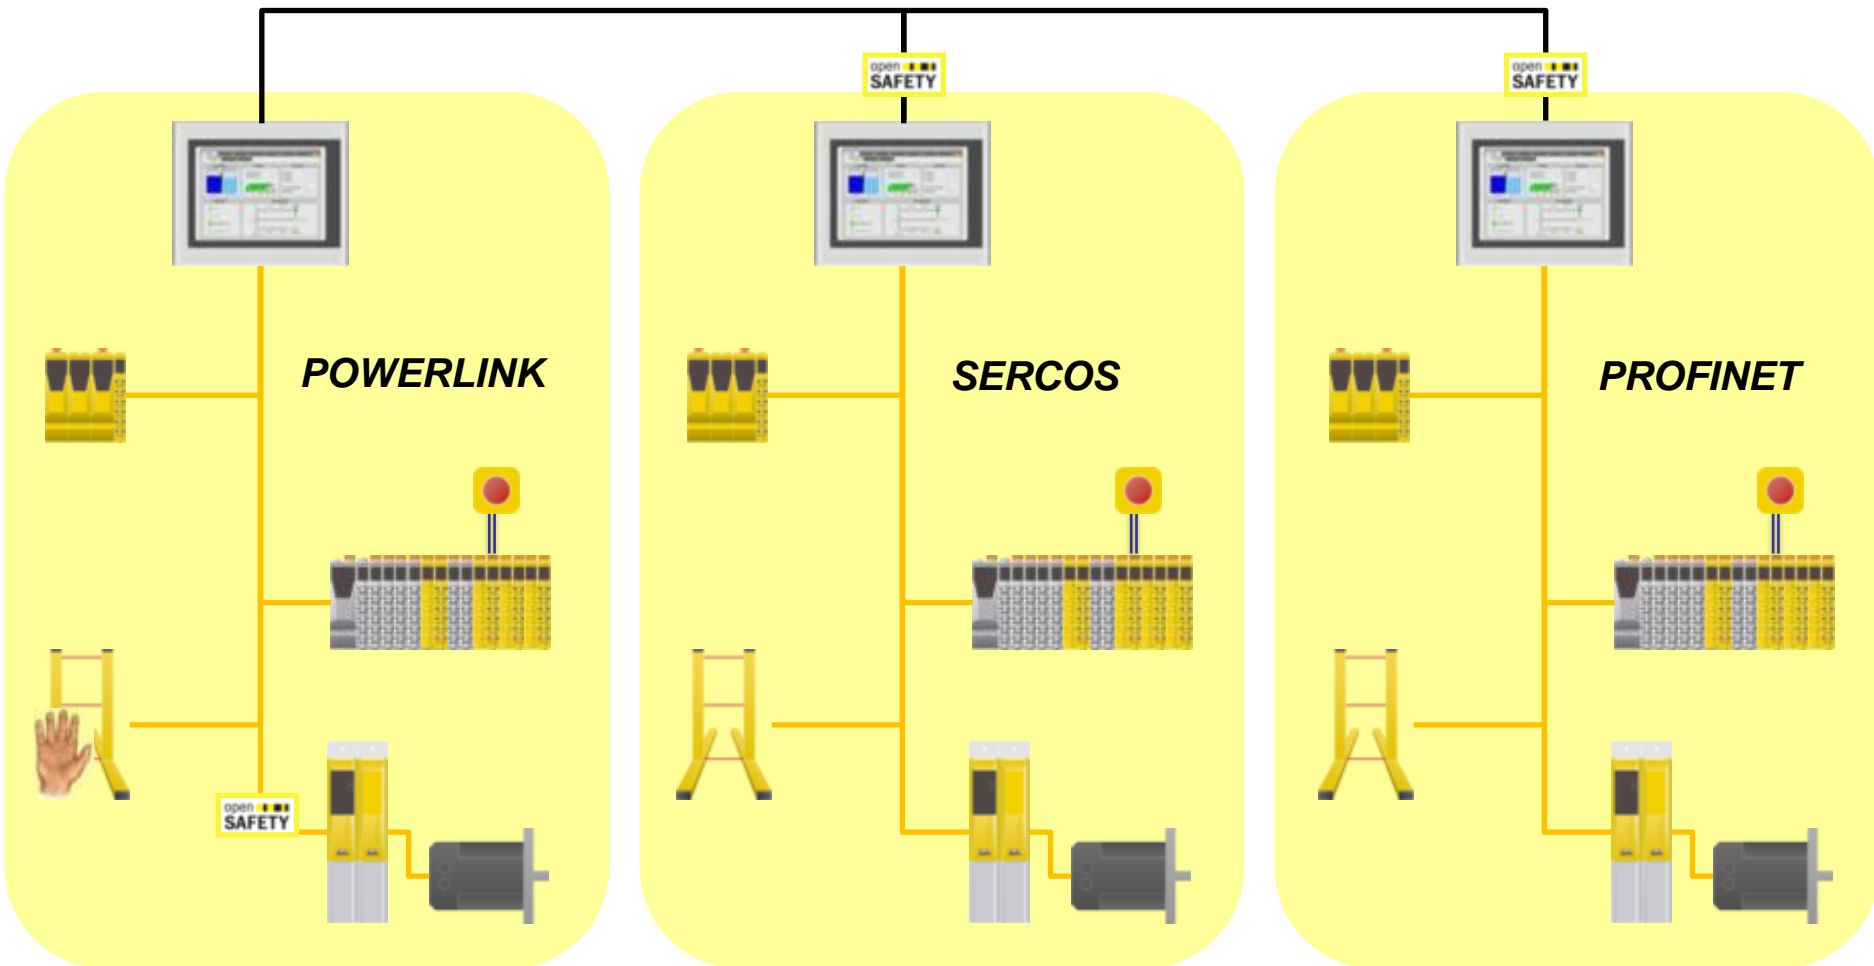 open
SAFETY
open
SAFETY
POWERLINK
SERCOS
PROFINET
open
SAFETY